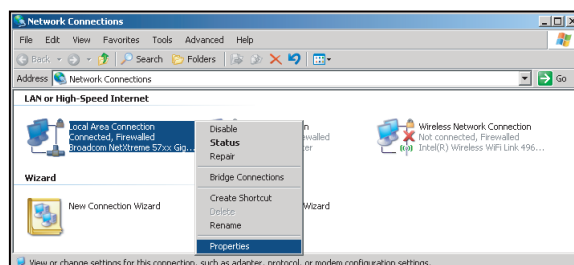 Network Connections
File Edit View Favorites Tools Advanced Help
Back Search Folders
Address Network Connections Go
LAN or High-Speed Internet
Local Area Connection
Connected, Firewalled
Broadcom NetXtreme 57xx Gig...
Disable
Status
Repair
Bridge Connections
Create Shortcut
Delete
Rename
Properties
Wireless Network Connection
Not connected, Firewalled
Intel(R) Wireless WiFi Link 496...
Wizard
New Connection Wizard
Wizard
View or change settings for this connection, such as adapter, protocol, or modem configuration settings.